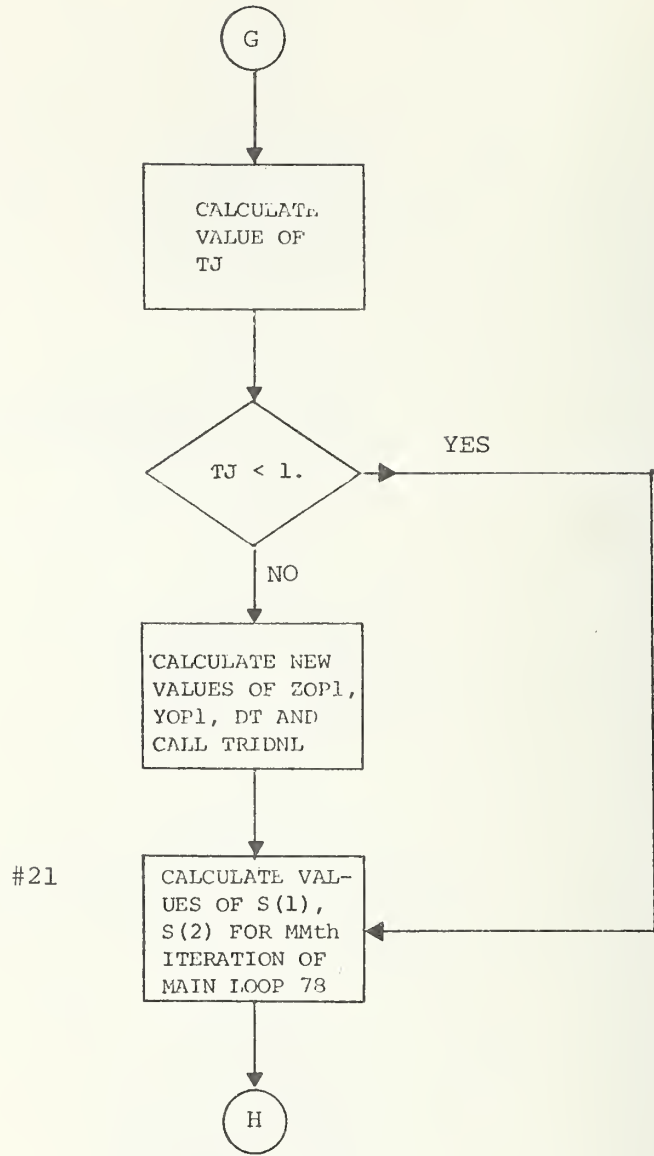 G
CALCULATE
VALUE OF
TJ
TJ < 1.
YES
NO
CALCULATE NEW
VALUES OF ZOP1,
YOP1, DT AND
CALL TRIDNL
#21
CALCULATE VAL-
UES OF S(1),
S(2) FOR MMth
ITERATION OF
MAIN LOOP 78
H